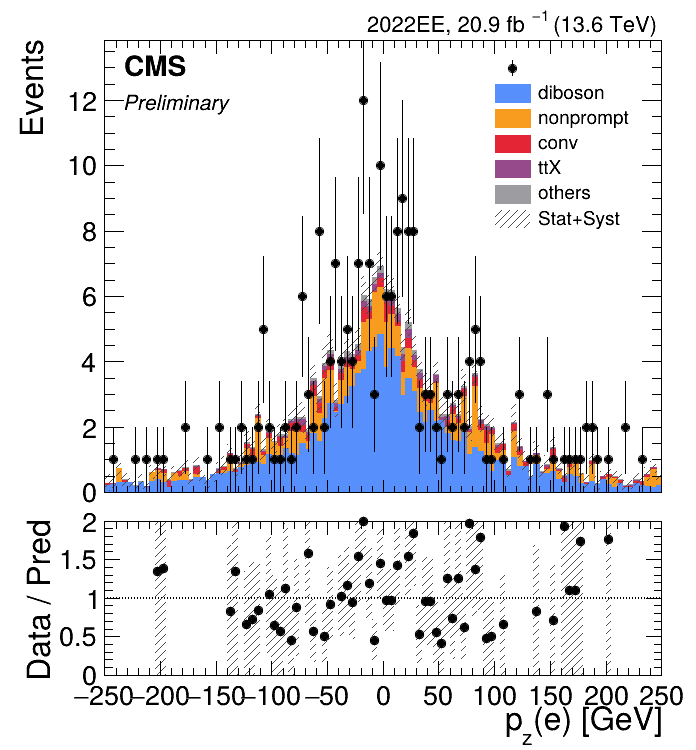 2022EE, 20.9 fb⁻¹ (13.6 TeV)
CMS
Preliminary
Events
diboson
nonprompt
conv
ttX
others
Stat+Syst
12
10
8
6
4
2
0
Data / Pred
2
1.5
1
0.5
0
−250 −200 −150 −100 −50 0 50 100 150 200 250
p_z(e) [GeV]